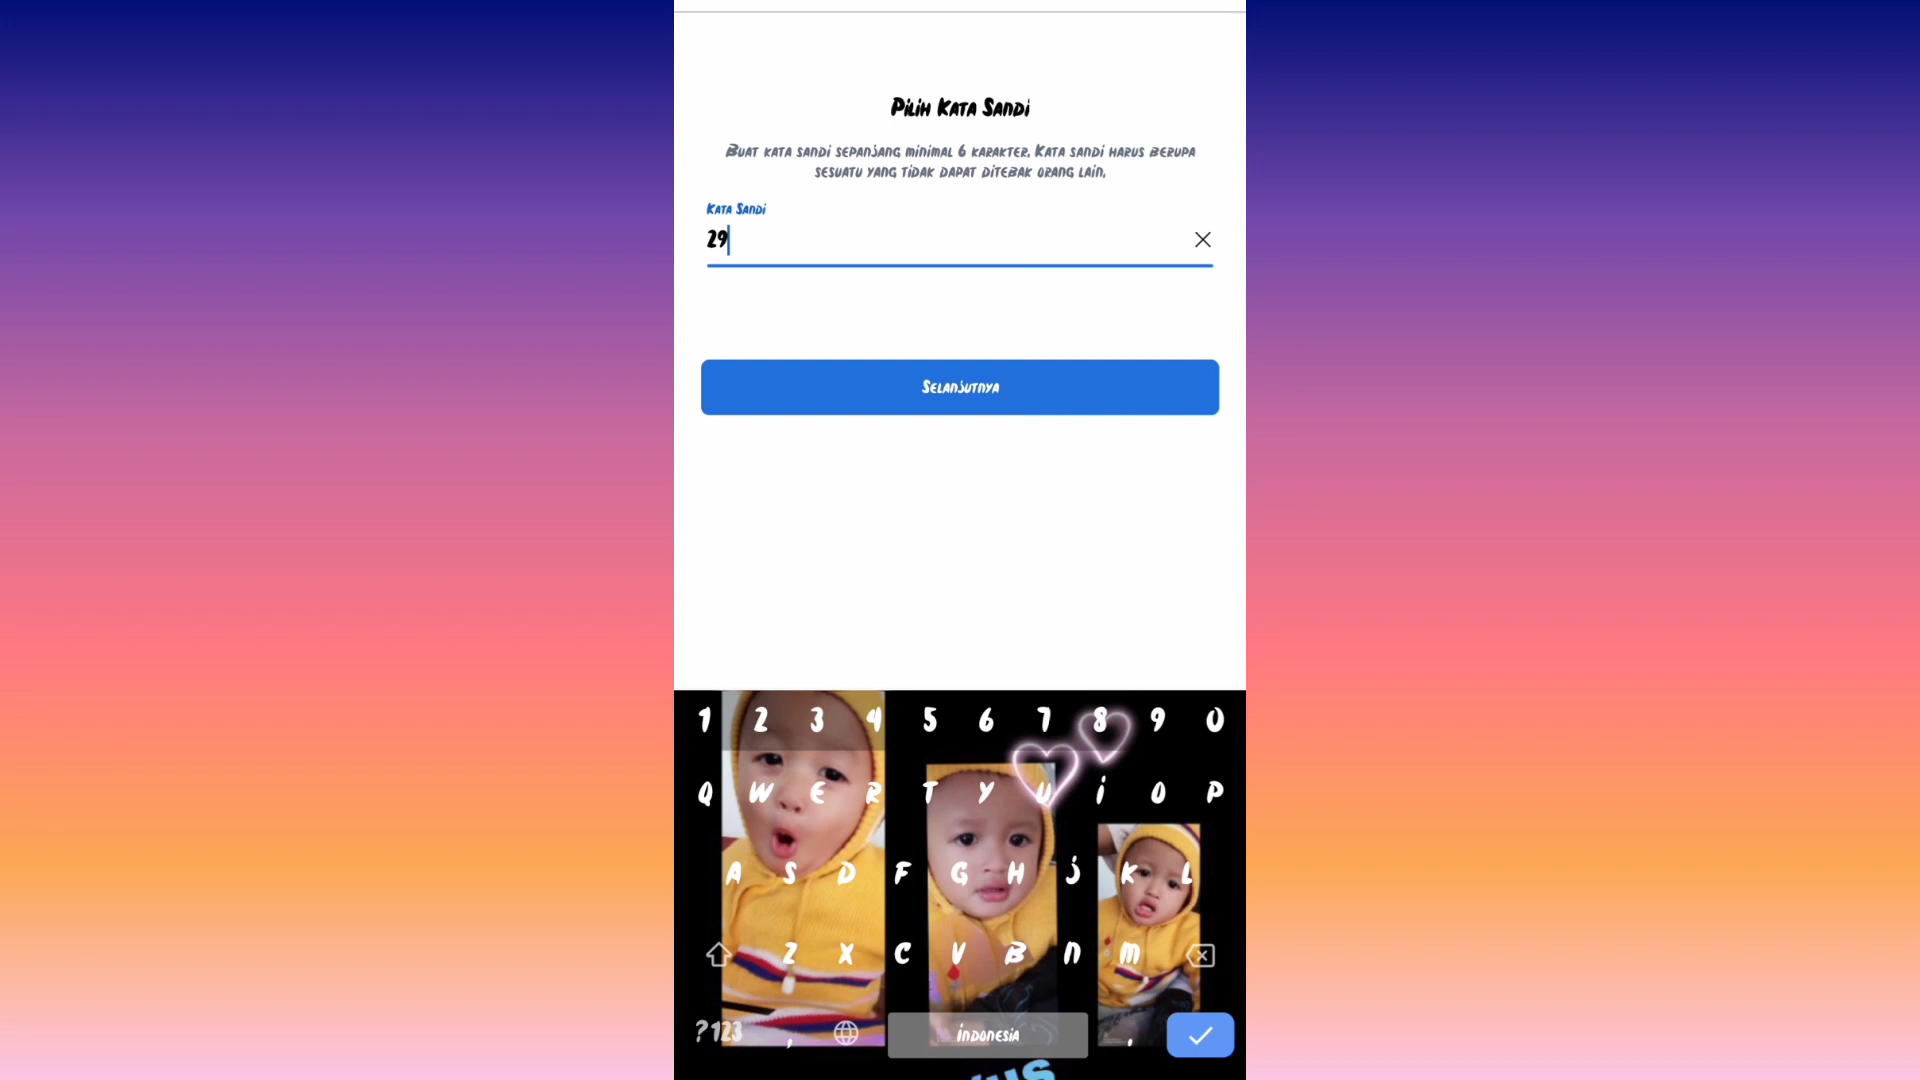 Pilih Kata Sandi
Buat kata sandi sepanjang minimal 6 karakter. Kata sandi harus berupa
sesuatu yang tidak dapat ditebak orang lain.
Kata Sandi
29
Selanjutnya
1 2 3 4 5 6 7 8 9 0
Q W E R T Y U I O P
A S D F G H J K L
Z X C V B N M
?123 , Indonesia .